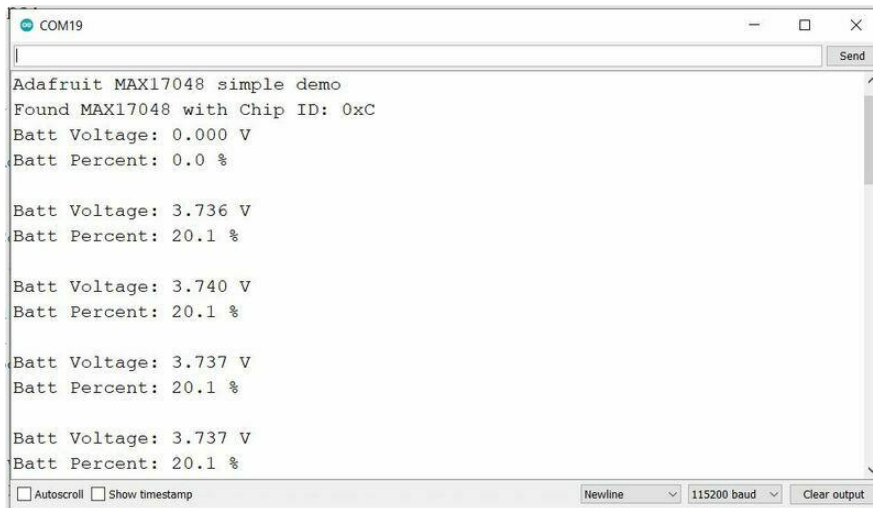 COM19
Send
Adafruit MAX17048 simple demo
Found MAX17048 with Chip ID: 0xC
Batt Voltage: 0.000 V
Batt Percent: 0.0 %
Batt Voltage: 3.736 V
Batt Percent: 20.1 %
Batt Voltage: 3.740 V
Batt Percent: 20.1 %
Batt Voltage: 3.737 V
Batt Percent: 20.1 %
Batt Voltage: 3.737 V
Batt Percent: 20.1 %
Autoscroll Show timestamp Newline 115200 baud Clear output